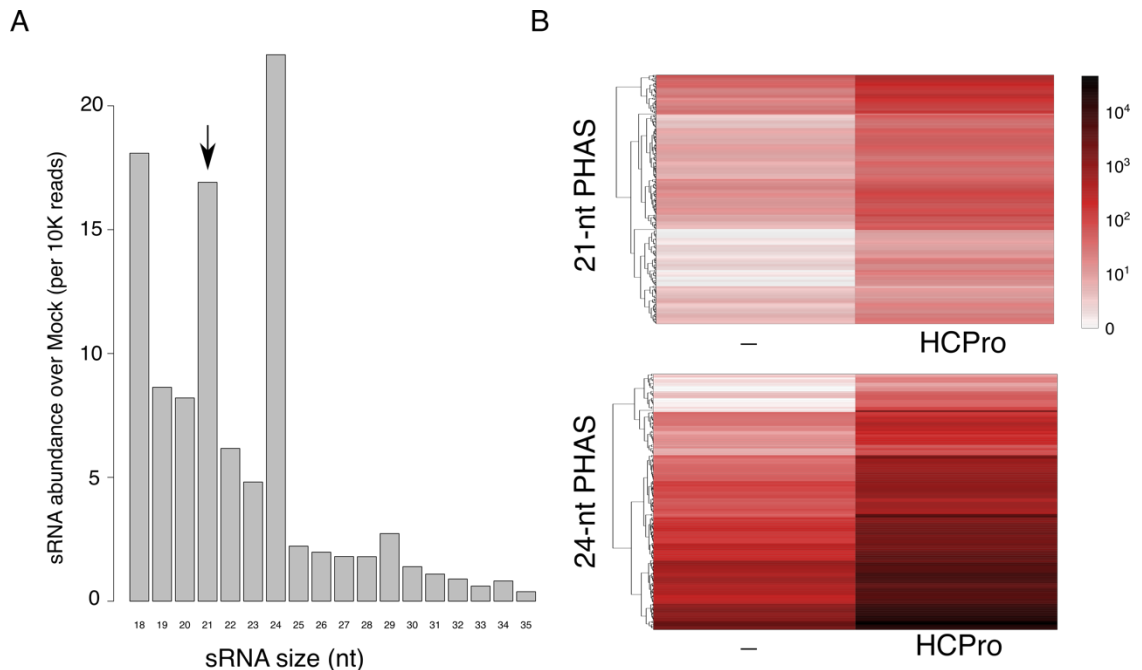 A
sRNA abundance over Mock (per 10K reads)
20
15
10
5
0
18 19 20 21 22 23 24 25 26 27 28 29 30 31 32 33 34 35
sRNA size (nt)
B
21-nt PHAS
– HCPro
10⁴
10³
10²
10¹
0
24-nt PHAS
– HCPro